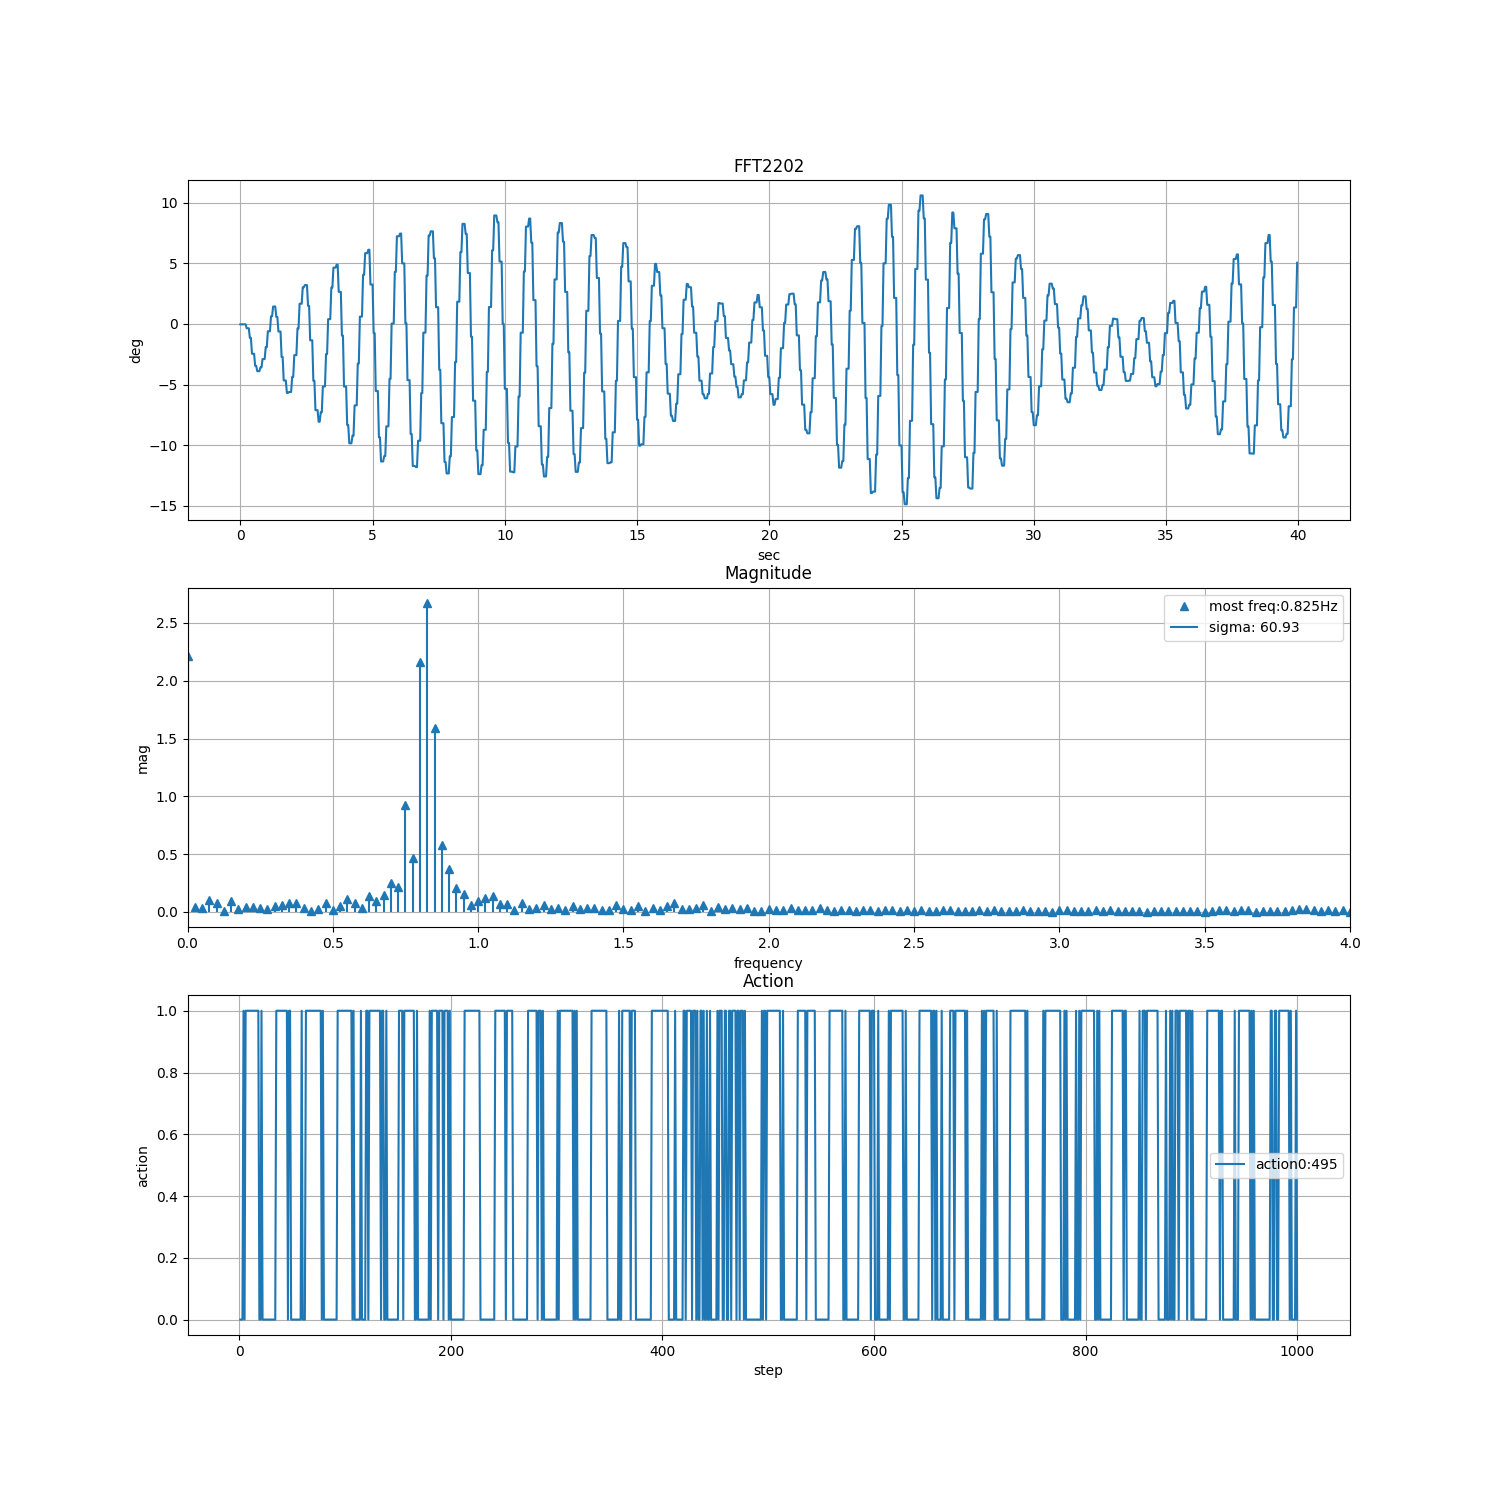 FFT2202
10
5
0
−5
−10
−15
deg
0 5 10 15 20 25 30 35 40
sec
Magnitude
2.5
2.0
1.5
1.0
0.5
0.0
mag
most freq:0.825Hz
sigma: 60.93
0.0 0.5 1.0 1.5 2.0 2.5 3.0 3.5 4.0
frequency
Action
1.0
0.8
0.6
0.4
0.2
0.0
action
action0:495
0 200 400 600 800 1000
step